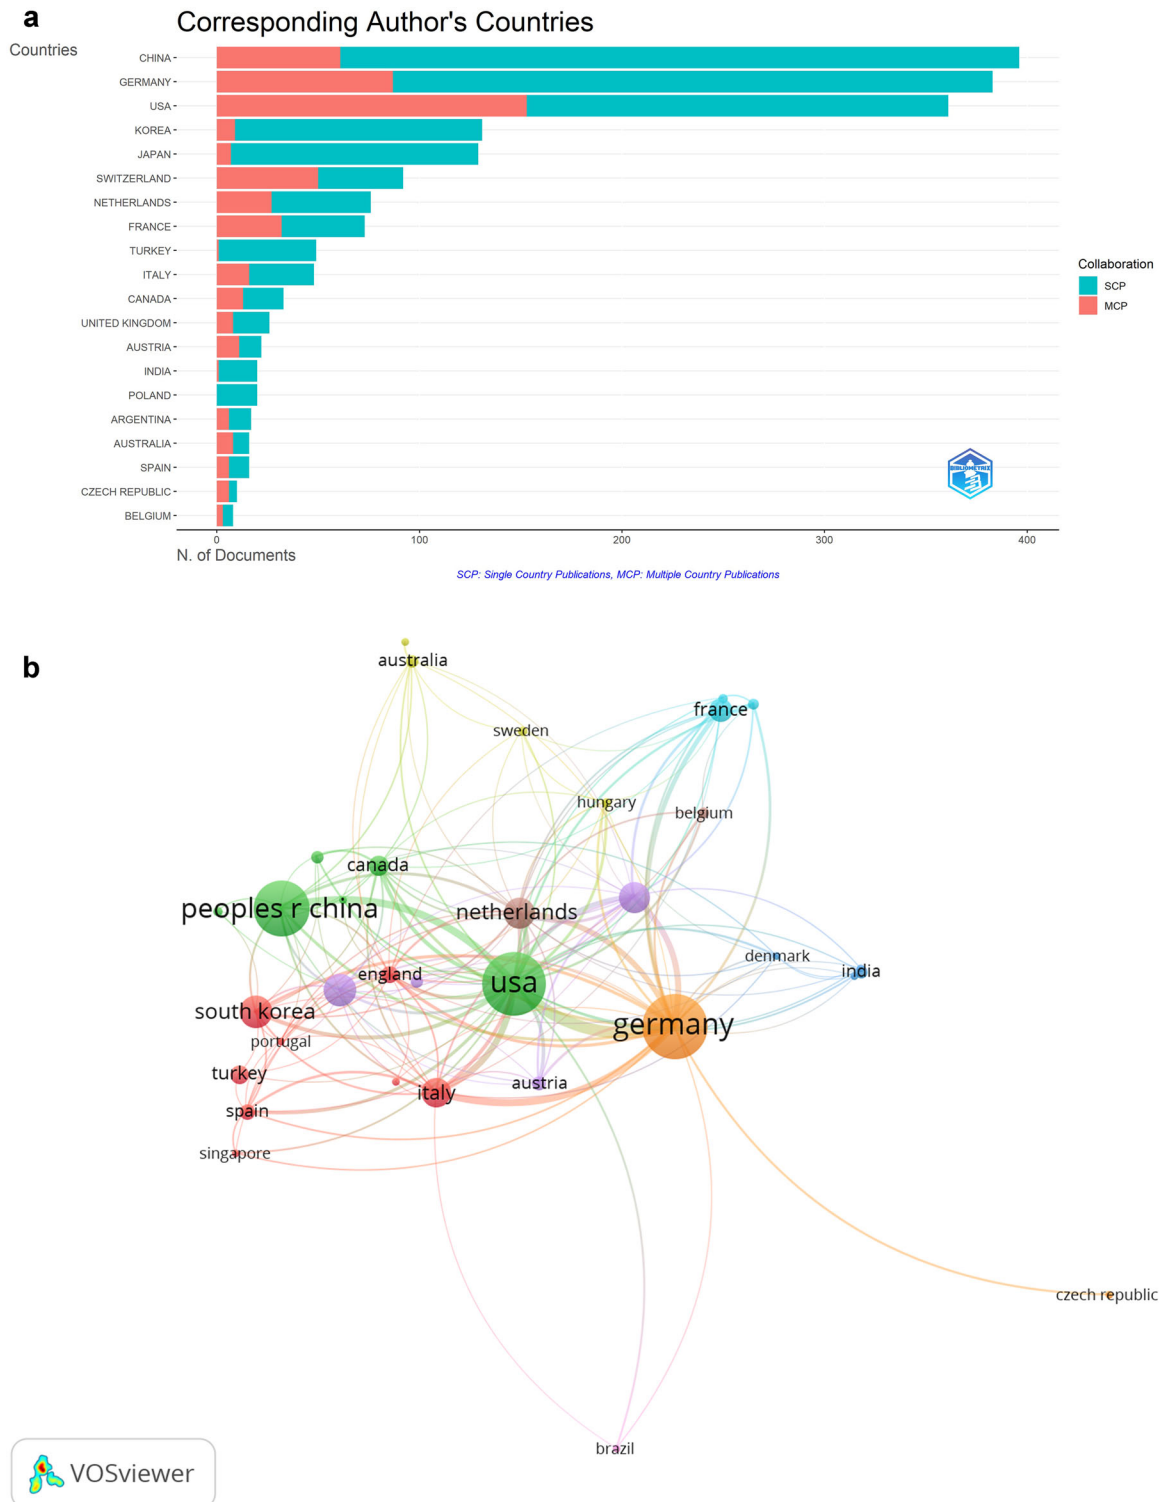 a
Corresponding Author's Countries
Countries
CHINA
GERMANY
USA
KOREA
JAPAN
SWITZERLAND
NETHERLANDS
FRANCE
TURKEY
ITALY
CANADA
UNITED KINGDOM
AUSTRIA
INDIA
POLAND
ARGENTINA
AUSTRALIA
SPAIN
CZECH REPUBLIC
BELGIUM
Collaboration
SCP
MCP
BIBLIOMETRIX
0 100 200 300 400
N. of Documents
SCP: Single Country Publications, MCP: Multiple Country Publications
b
australia
france
sweden
hungary
belgium
canada
peoples r china
netherlands
denmark
india
england
usa
south korea
germany
portugal
turkey
austria
italy
spain
singapore
czech republic
brazil
VOSviewer